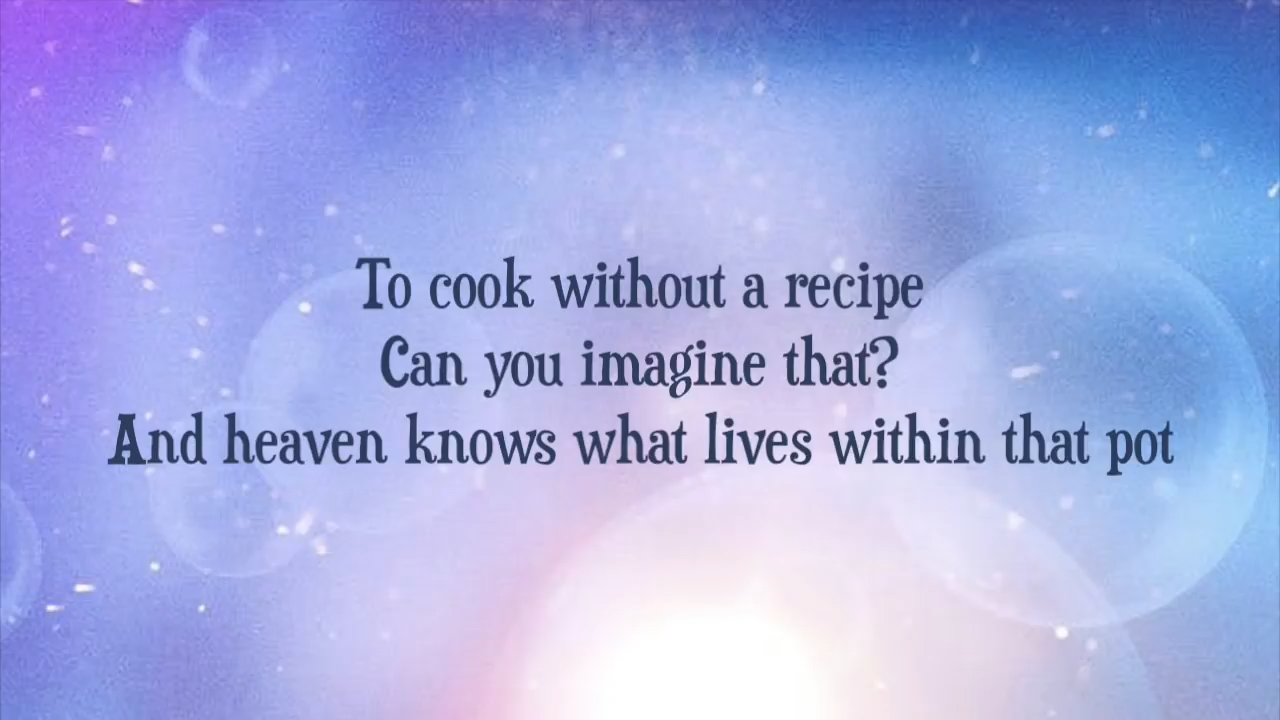 To cook without a recipe
Can you imagine that?
And heaven knows what lives within that pot